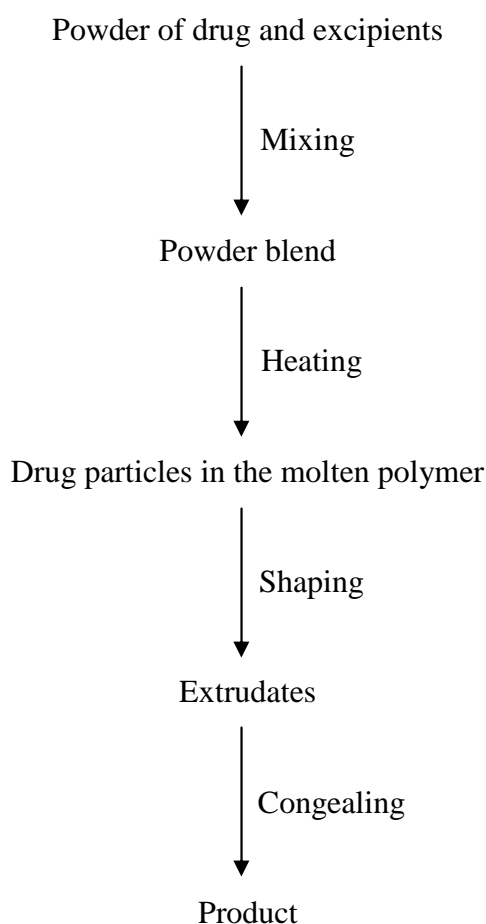 Powder of drug and excipients
Mixing
Powder blend
Heating
Drug particles in the molten polymer
Shaping
Extrudates
Congealing
Product